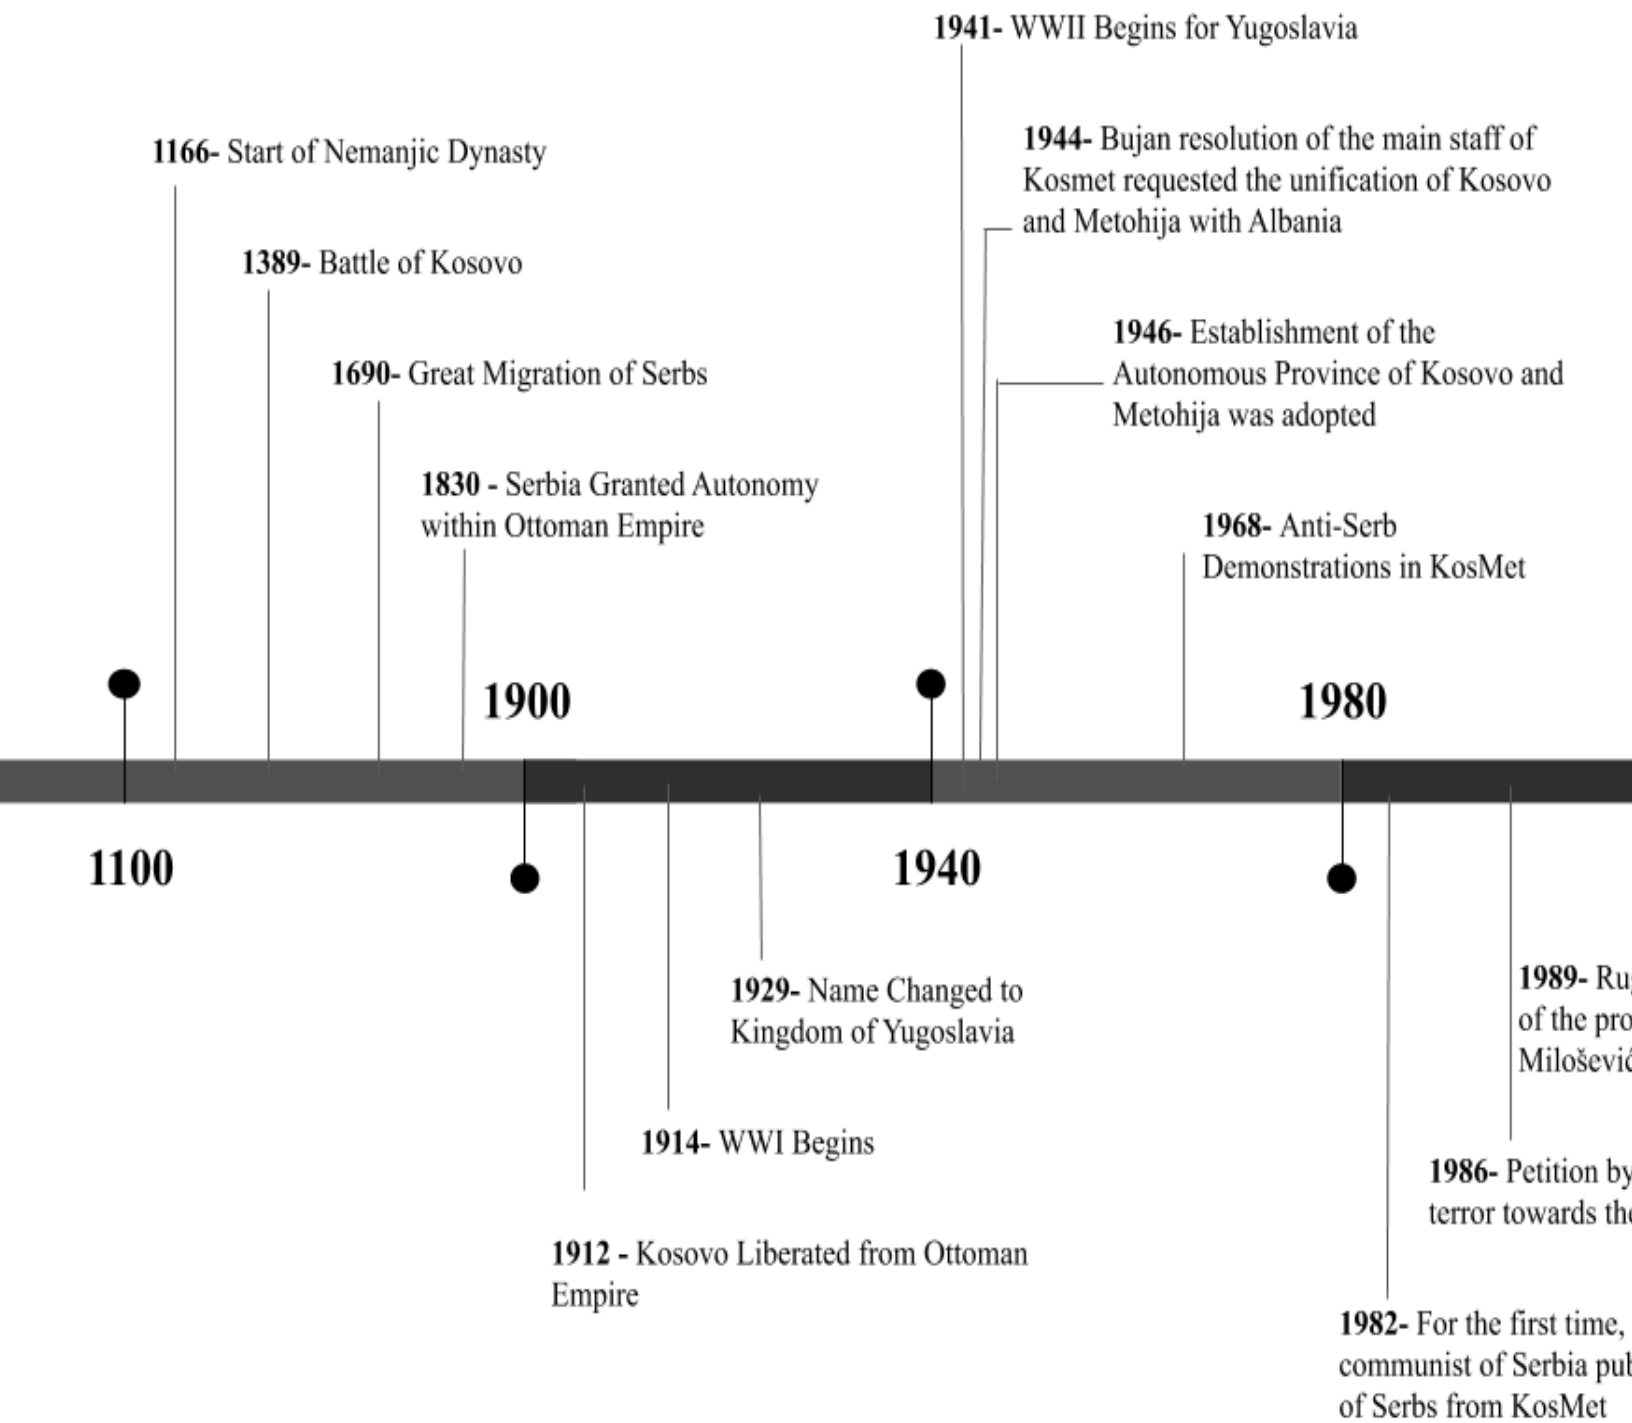 1941- WWII Begins for Yugoslavia
1166- Start of Nemanjic Dynasty
1944- Bujan resolution of the main staff of
Kosmet requested the unification of Kosovo
and Metohija with Albania
1389- Battle of Kosovo
1946- Establishment of the
Autonomous Province of Kosovo and
Metohija was adopted
1690- Great Migration of Serbs
1830 - Serbia Granted Autonomy
within Ottoman Empire
1968- Anti-Serb
Demonstrations in KosMet
1900
1980
1100
1940
1929- Name Changed to
Kingdom of Yugoslavia
1989-
of the
1914- WWI Begins
1986- Petition by
terror towards
1912 - Kosovo Liberated from Ottoman
Empire
1982- For the first time,
communist of Serbia
of Serbs from KosMet